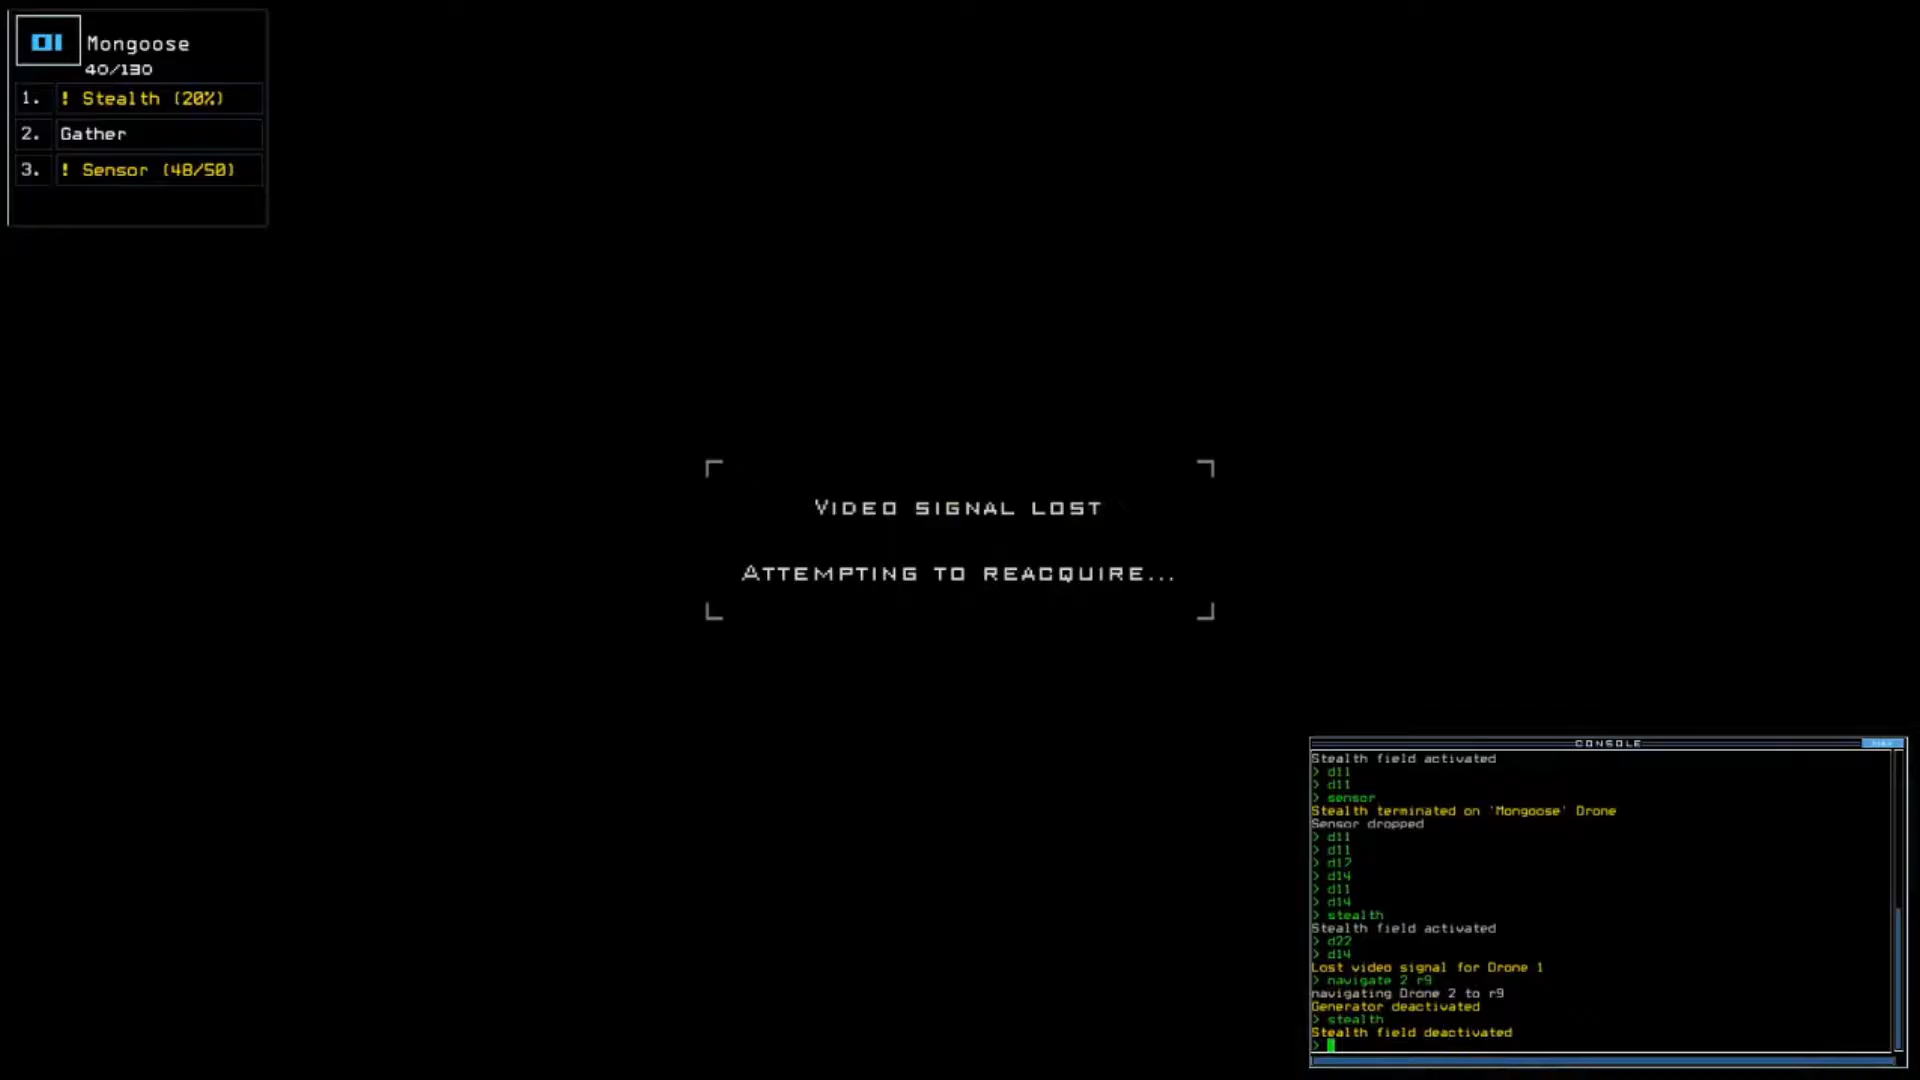 01 Mongoose
40/130
1. ! Stealth (20%)
2. Gather
3. ! Sensor (48/50)
VIDEO SIGNAL LOST
ATTEMPTING TO REACQUIRE...
CONSOLE
Stealth field activated
> d11
> d11
> sensor
Stealth terminated on 'Mongoose' Drone
Sensor dropped
> d11
> d11
> d12
> d14
> d11
> d14
> stealth
Stealth field activated
> d22
> d14
Lost video signal for Drone 1
> navigate 2 r9
navigating Drone 2 to r9
Generator deactivated
> stealth
Stealth field deactivated
>